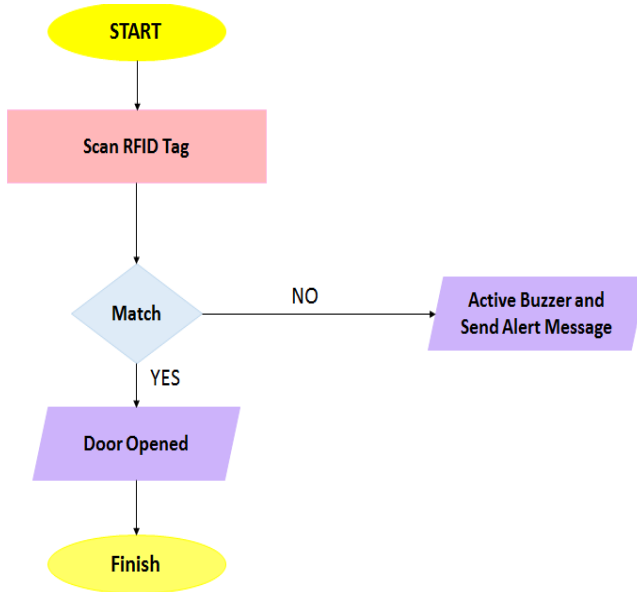 START
Scan RFID Tag
Match
NO
Active Buzzer and
Send Alert Message
YES
Door Opened
Finish